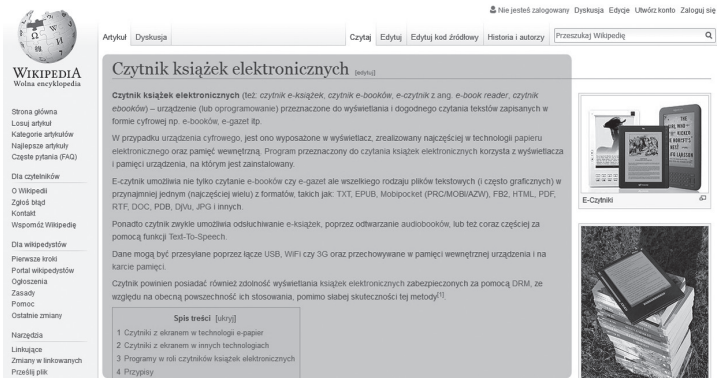 Nie jesteś zalogowany Dyskusja Edycje Utwórz konto Zaloguj się
Artykuł Dyskusja Czytaj Edytuj Edytuj kod źródłowy Historia i autorzy Przeszukaj Wikipedię
WIKIPEDIA
Wolna encyklopedia
Strona główna
Losuj artykuł
Kategorie artykułów
Najlepsze artykuły
Częste pytania (FAQ)
Dla czytelników
O Wikipedii
Zgłoś błąd
Kontakt
Wspomóż Wikipedię
Dla wikipedystów
Pierwsze kroki
Portal wikipedystów
Ogłoszenia
Zasady
Pomoc
Ostatnie zmiany
Narzędzia
Linkujące
Zmiany w linkowanych
Prześlij plik
Czytnik książek elektronicznych [edytuj]
Czytnik książek elektronicznych (też: czytnik e-książek, czytnik e-booków, e-czytnik z ang. e-book reader, czytnik
ebooków) – urządzenie (lub oprogramowanie) przeznaczone do wyświetlania i dogodnego czytania tekstów zapisanych w
formie cyfrowej np. e-booków, e-gazet itp.
W przypadku urządzenia cyfrowego, jest ono wyposażone w wyświetlacz, zrealizowany najczęściej w technologii papieru
elektronicznego oraz pamięć wewnętrzną. Program przeznaczony do czytania książek elektronicznych korzysta z wyświetlacza
i pamięci urządzenia, na którym jest zainstalowany.
E-czytnik umożliwia nie tylko czytanie e-booków czy e-gazet ale wszelkiego rodzaju plików tekstowych (i często graficznych) w
przynajmniej jednym (najczęściej wielu) z formatów, takich jak: TXT, EPUB, Mobipocket (PRC/MOBI/AZW), FB2, HTML, PDF,
RTF, DOC, PDB, DjVu, JPG i innych.
Ponadto czytnik zwykle umożliwia odsłuchiwanie e-książek, poprzez odtwarzanie audiobooków, lub też coraz częściej za
pomocą funkcji Text-To-Speech.
Dane mogą być przesyłane poprzez łącze USB, WiFi czy 3G oraz przechowywane w pamięci wewnętrznej urządzenia i na
karcie pamięci.
Czytnik powinien posiadać również zdolność wyświetlania książek elektronicznych zabezpieczonych za pomocą DRM, ze
względu na obecną powszechność ich stosowania, pomimo słabej skuteczności tej metody[1].
Spis treści [ukryj]
1 Czytniki z ekranem w technologii e-papier
2 Czytniki z ekranem w innych technologiach
3 Programy w roli czytników książek elektronicznych
4 Przypisy
E-Czytniki